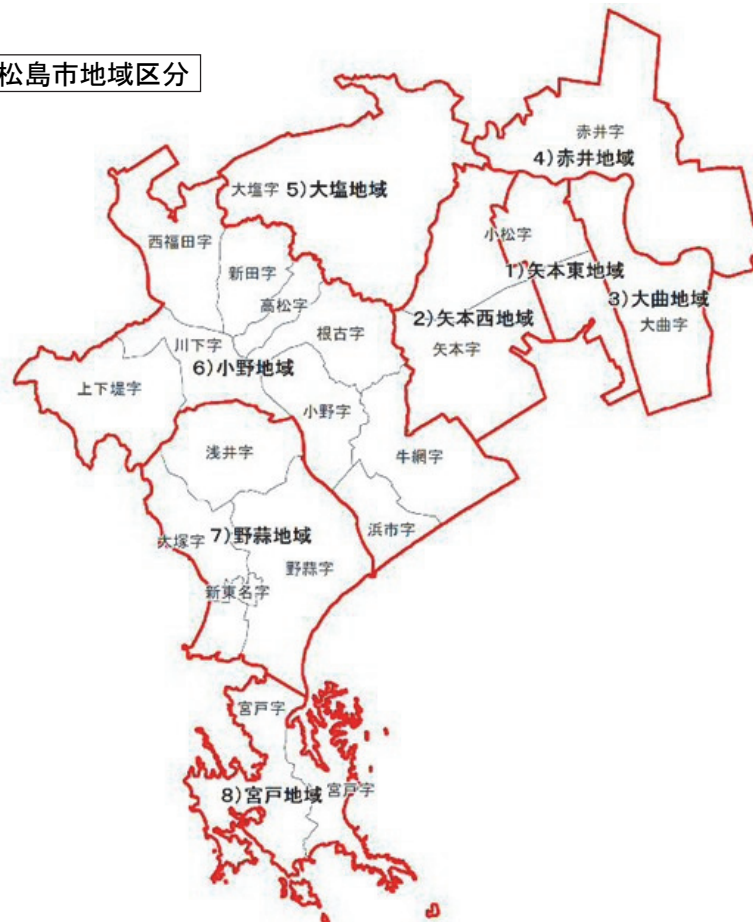 松島市地域区分
赤井字
4)赤井地域
大塩字
5)大塩地域
西福田字
新田字
小松字
1)矢本東地域
高松字
3)大曲地域
2)矢本西地域
大曲字
根古字
川下字
矢本字
6)小野地域
上下堤字
小野字
浅井字
牛網字
7)野蒜地域
浜市字
大塚字
野蒜字
新東名字
宮戸字
8)宮戸地域
宮戸字